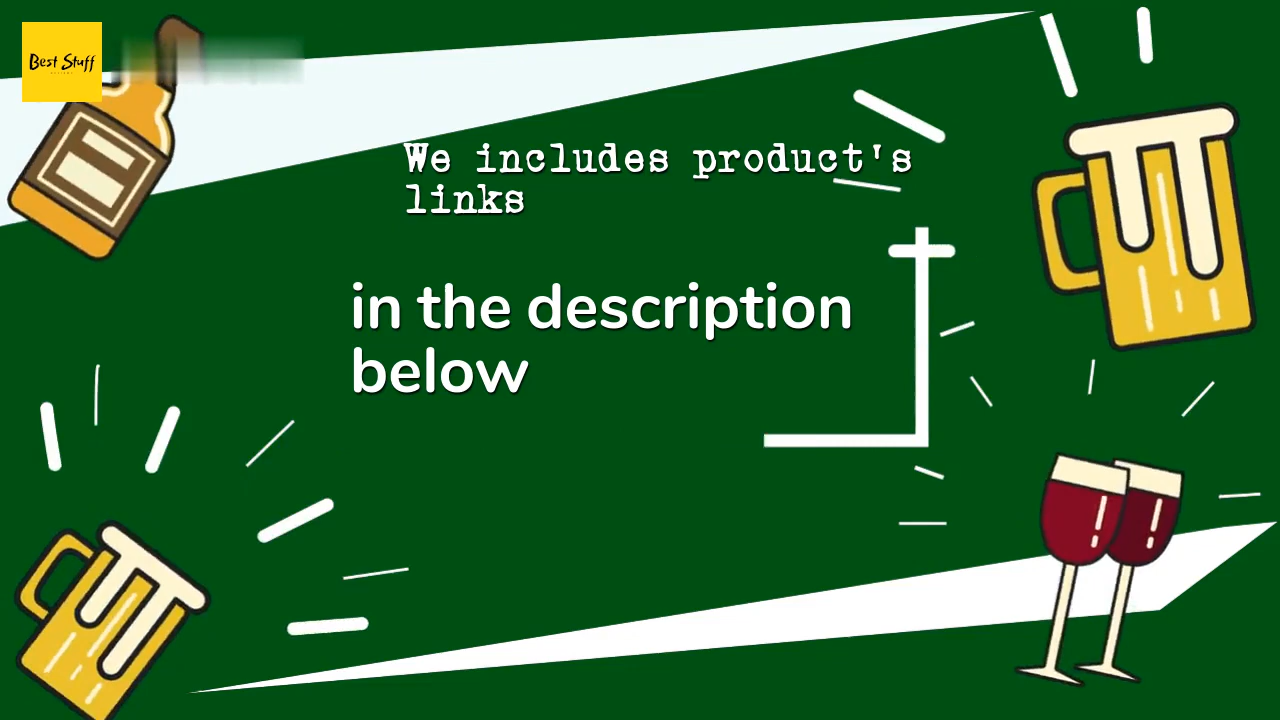 Best Stuff
We includes product's
links
in the description
below